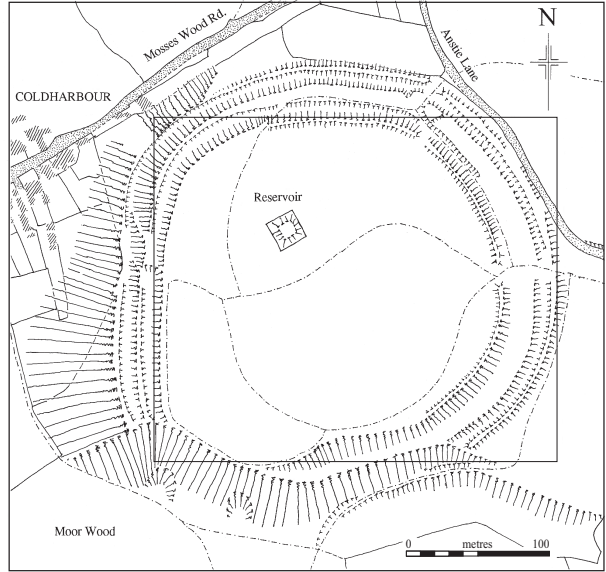 N
Mosses Wood Rd.
Anstie Lane
COLDHARBOUR
Reservoir
Moor Wood
0 metres 100